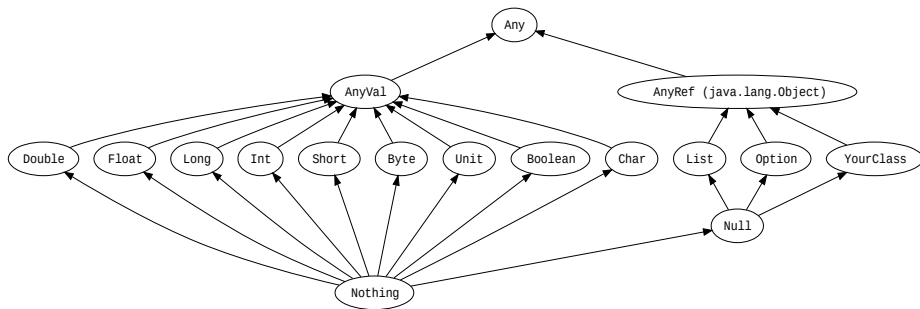 Any
AnyVal
AnyRef (java.lang.Object)
Double
Float
Long
Int
Short
Byte
Unit
Boolean
Char
List
Option
YourClass
Null
Nothing